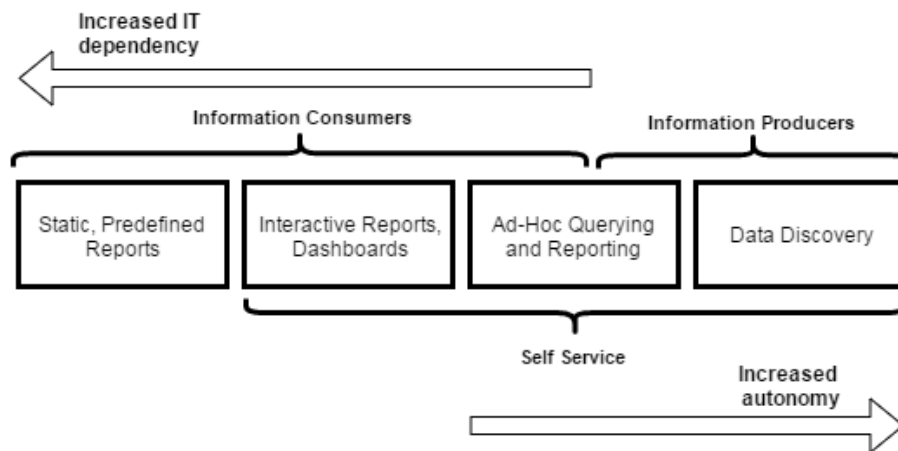 Increased IT
dependency
Information Consumers
Information Producers
Static, Predefined
Reports
Interactive Reports,
Dashboards
Ad-Hoc Querying
and Reporting
Data Discovery
Self Service
Increased
autonomy